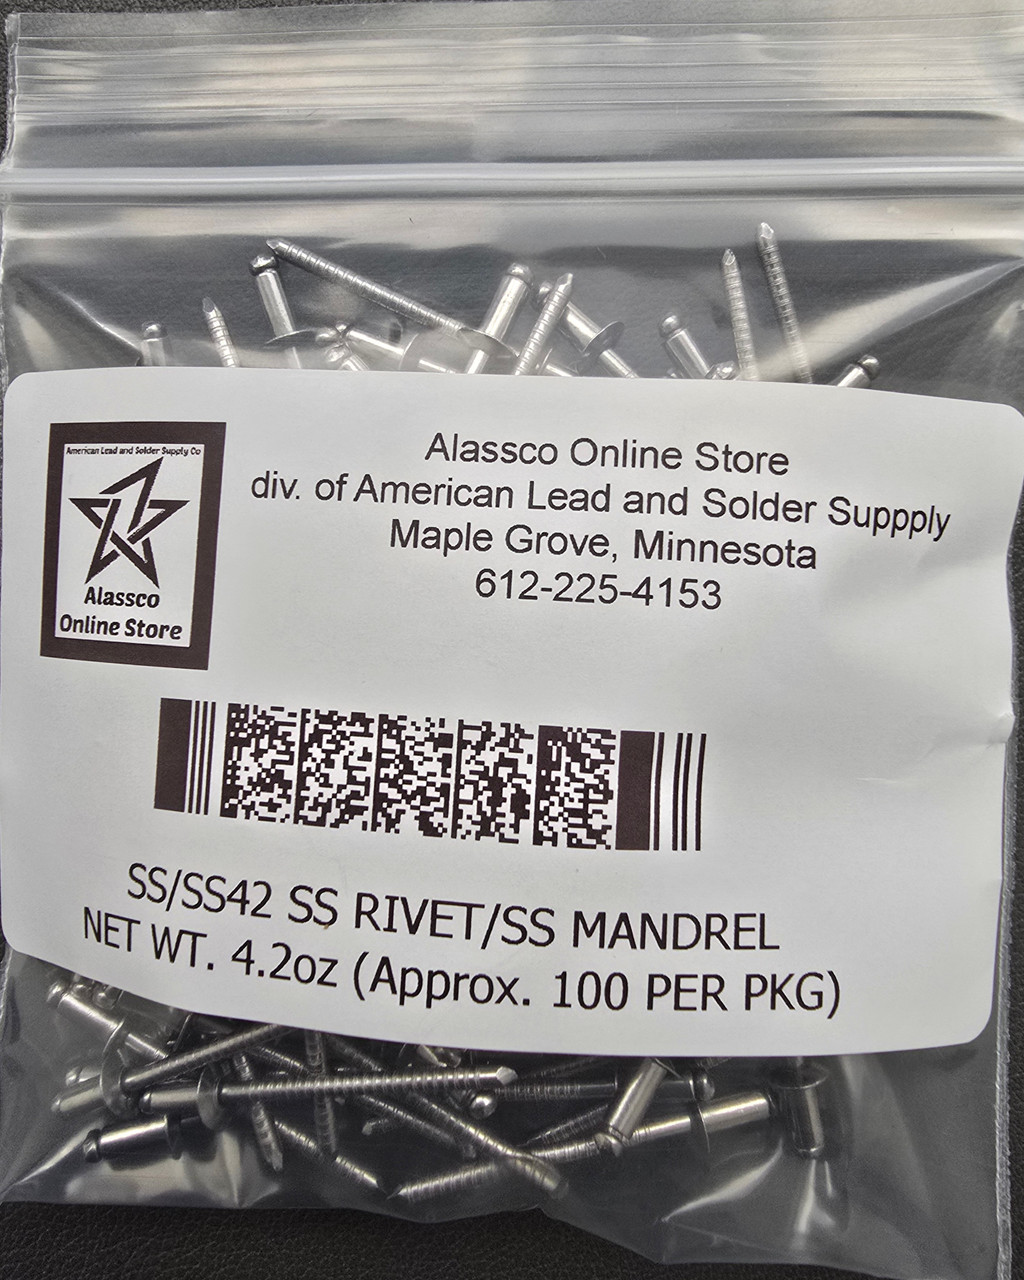 American Lead and Solder Supply Co
Alassco
Online Store
Alassco Online Store
div. of American Lead and Solder Suppply
Maple Grove, Minnesota
612-225-4153
SS/SS42 SS RIVET/SS MANDREL
NET WT. 4.2oz (Approx. 100 PER PKG)